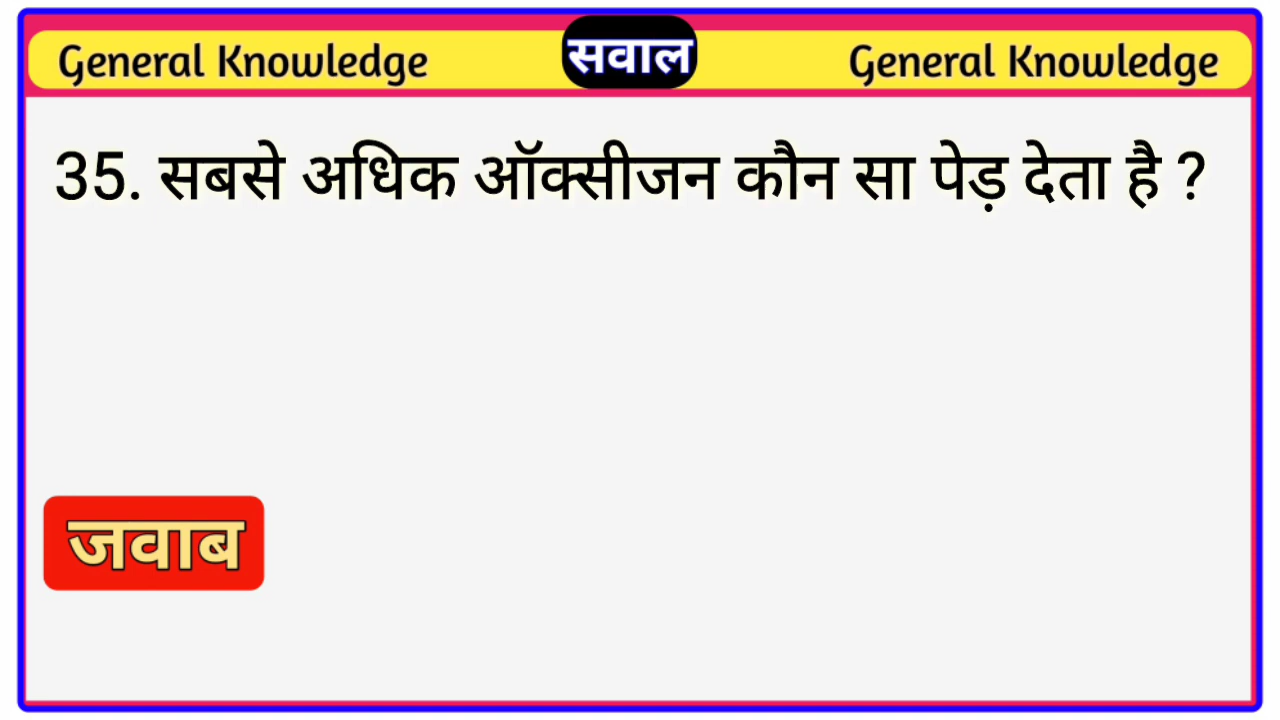 General Knowledge सवाल General Knowledge
35. सबसे अधिक ऑक्सीजन कौन सा पेड़ देता है ?
जवाब